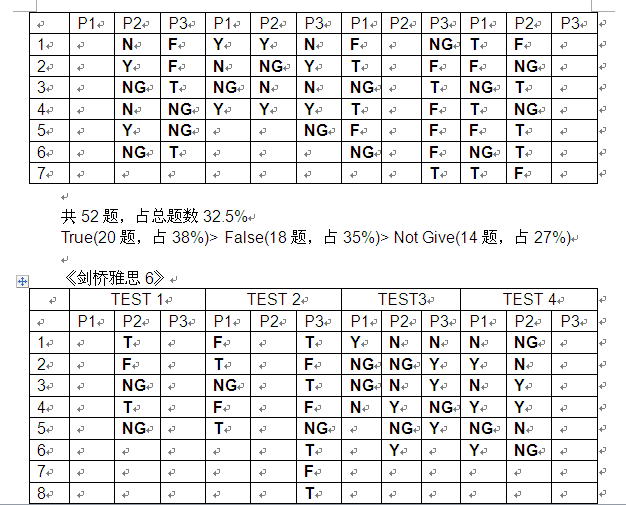 P1 P2 P3 P1 P2 P3 P1 P2 P3 P1 P2 P3
1 N F Y Y N F NG T F
2 Y F N NG Y T F F NG
3 NG T NG N N NG T NG T
4 N NG Y Y Y T F T NG
5 Y NG NG F F F T
6 NG T NG F NG T
7 T T F
共 52 题，占总题数 32.5%
True(20 题，占 38%)> False(18 题，占 35%)> Not Give(14 题，占 27%)
《剑桥雅思 6》
TEST 1 TEST 2 TEST3 TEST 4
P1 P2 P3 P1 P2 P3 P1 P2 P3 P1 P2 P3
1 T F T Y N N N NG
2 F T F NG NG Y Y N
3 NG NG T NG N Y N Y
4 T F F N Y NG Y Y
5 NG T NG NG Y NG N
6 T Y Y NG
7 F
8 T